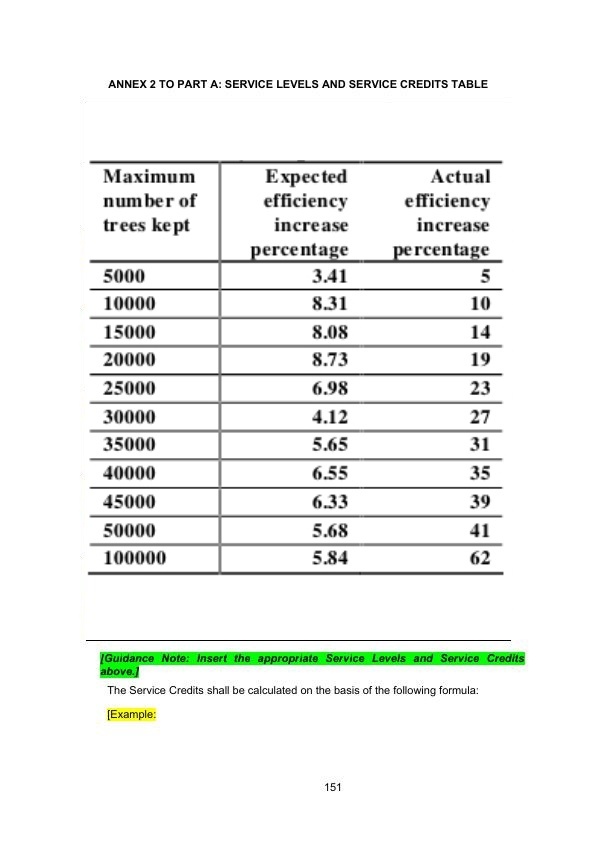 ANNEX 2 TO PART A: SERVICE LEVELS AND SERVICE CREDITS TABLE
Maximum number of trees kept Expected efficiency increase percentage Actual efficiency increase percentage
5000 3.41 5
10000 8.31 10
15000 8.08 14
20000 8.73 19
25000 6.98 23
30000 4.12 27
35000 5.65 31
40000 6.55 35
45000 6.33 39
50000 5.68 41
100000 5.84 62
[Guidance Note: Insert the appropriate Service Levels and Service Credits
above.]
The Service Credits shall be calculated on the basis of the following formula:
[Example:
151